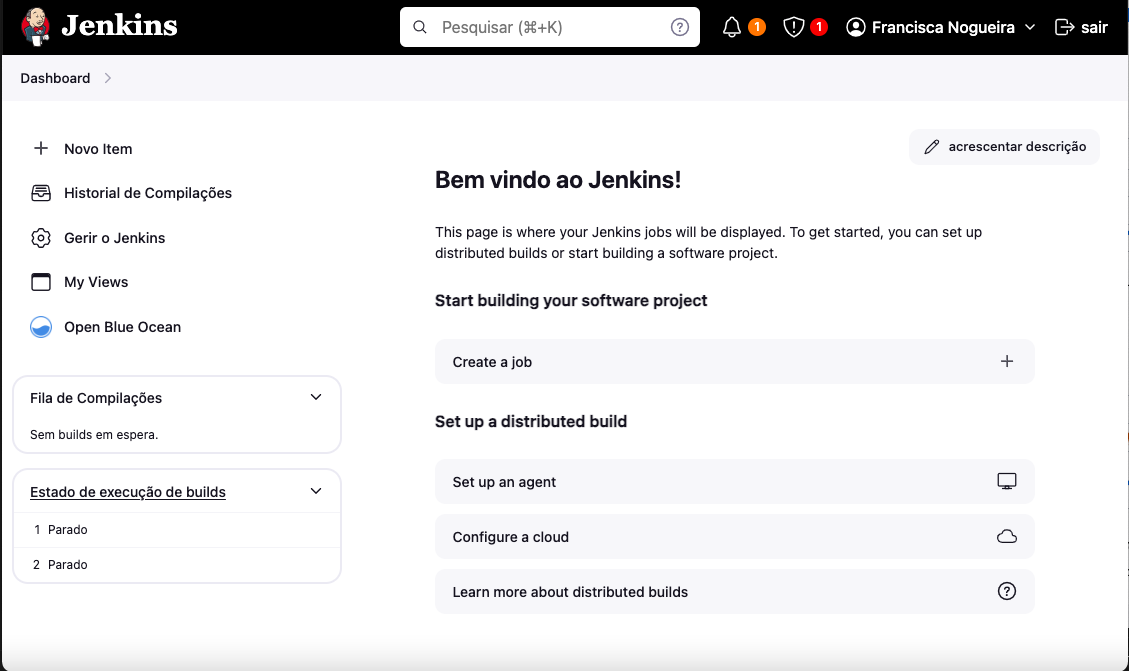 Jenkins
Pesquisar (⌘+K)
1
1
Francisca Nogueira
sair
Dashboard
Novo Item
Historial de Compilações
Gerir o Jenkins
My Views
Open Blue Ocean
Fila de Compilações
Sem builds em espera.
Estado de execução de builds
1 Parado
2 Parado
acrescentar descrição
Bem vindo ao Jenkins!
This page is where your Jenkins jobs will be displayed. To get started, you can set up
distributed builds or start building a software project.
Start building your software project
Create a job
Set up a distributed build
Set up an agent
Configure a cloud
Learn more about distributed builds